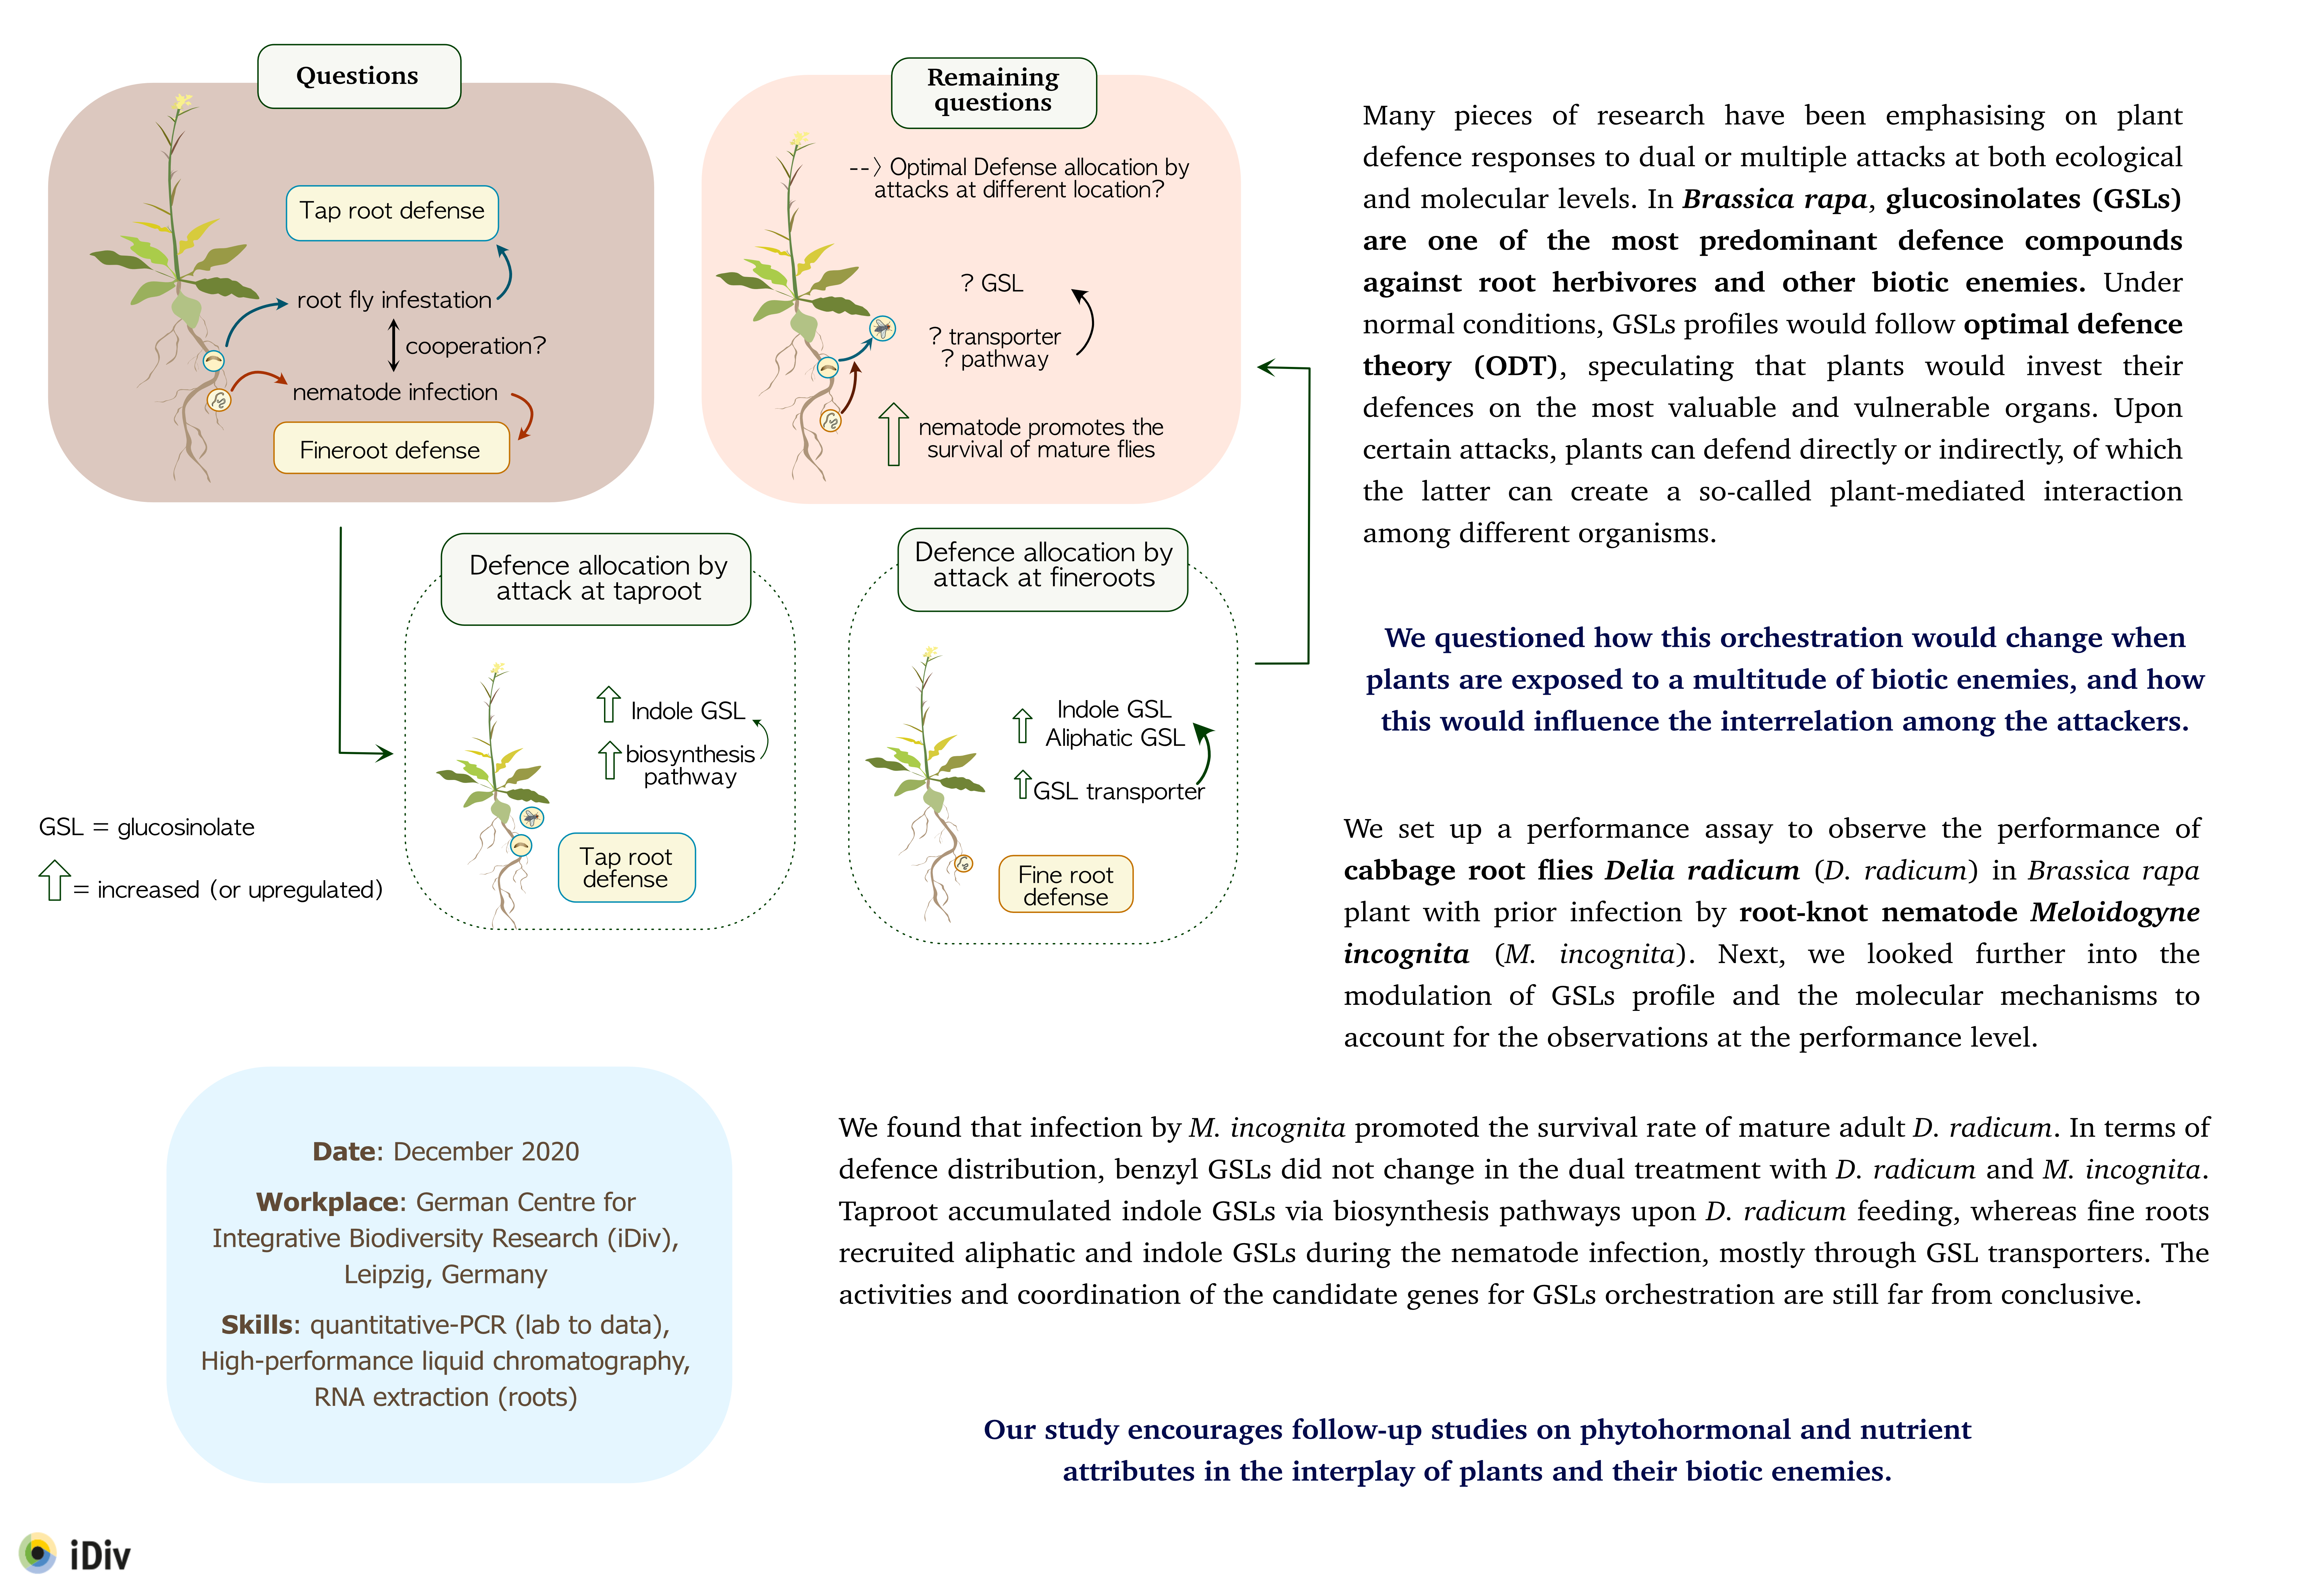 Questions
Tap root defense
root fly infestation
cooperation?
nematode infection
Fineroot defense
Remaining
questions
--> Optimal Defense allocation by
attacks at different location?
? GSL
? transporter
? pathway
nematode promotes the
survival of mature flies
Defence allocation by
attack at taproot
Indole GSL
biosynthesis
pathway
Tap root
defense
Defence allocation by
attack at fineroots
Indole GSL
Aliphatic GSL
GSL transporter
Fine root
defense
GSL = glucosinolate
= increased (or upregulated)
Many pieces of research have been emphasising on plant
defence responses to dual or multiple attacks at both ecological
and molecular levels. In Brassica rapa, glucosinolates (GSLs)
are one of the most predominant defence compounds
against root herbivores and other biotic enemies. Under
normal conditions, GSLs profiles would follow optimal defence
theory (ODT), speculating that plants would invest their
defences on the most valuable and vulnerable organs. Upon
certain attacks, plants can defend directly or indirectly, of which
the latter can create a so-called plant-mediated interaction
among different organisms.
We questioned how this orchestration would change when
plants are exposed to a multitude of biotic enemies, and how
this would influence the interrelation among the attackers.
We set up a performance assay to observe the performance of
cabbage root flies Delia radicum (D. radicum) in Brassica rapa
plant with prior infection by root-knot nematode Meloidogyne
incognita (M. incognita). Next, we looked further into the
modulation of GSLs profile and the molecular mechanisms to
account for the observations at the performance level.
Date: December 2020
Workplace: German Centre for
Integrative Biodiversity Research (iDiv),
Leipzig, Germany
Skills: quantitative-PCR (lab to data),
High-performance liquid chromatography,
RNA extraction (roots)
We found that infection by M. incognita promoted the survival rate of mature adult D. radicum. In terms of
defence distribution, benzyl GSLs did not change in the dual treatment with D. radicum and M. incognita.
Taproot accumulated indole GSLs via biosynthesis pathways upon D. radicum feeding, whereas fine roots
recruited aliphatic and indole GSLs during the nematode infection, mostly through GSL transporters. The
activities and coordination of the candidate genes for GSLs orchestration are still far from conclusive.
Our study encourages follow-up studies on phytohormonal and nutrient
attributes in the interplay of plants and their biotic enemies.
iDiv